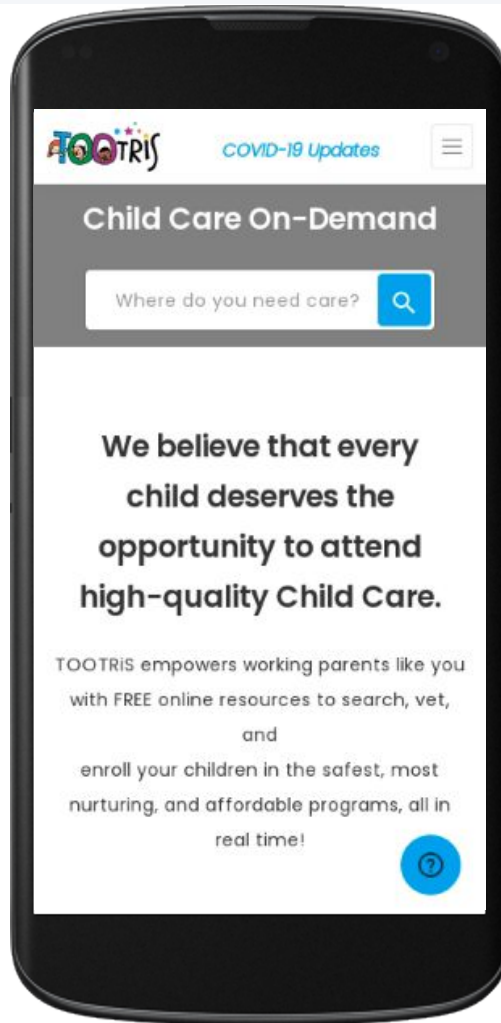 TOOTRiS
COVID-19 Updates
Child Care On-Demand
Where do you need care?
We believe that every
child deserves the
opportunity to attend
high-quality Child Care.
TOOTRiS empowers working parents like you
with FREE online resources to search, vet,
and
enroll your children in the safest, most
nurturing, and affordable programs, all in
real time!
?